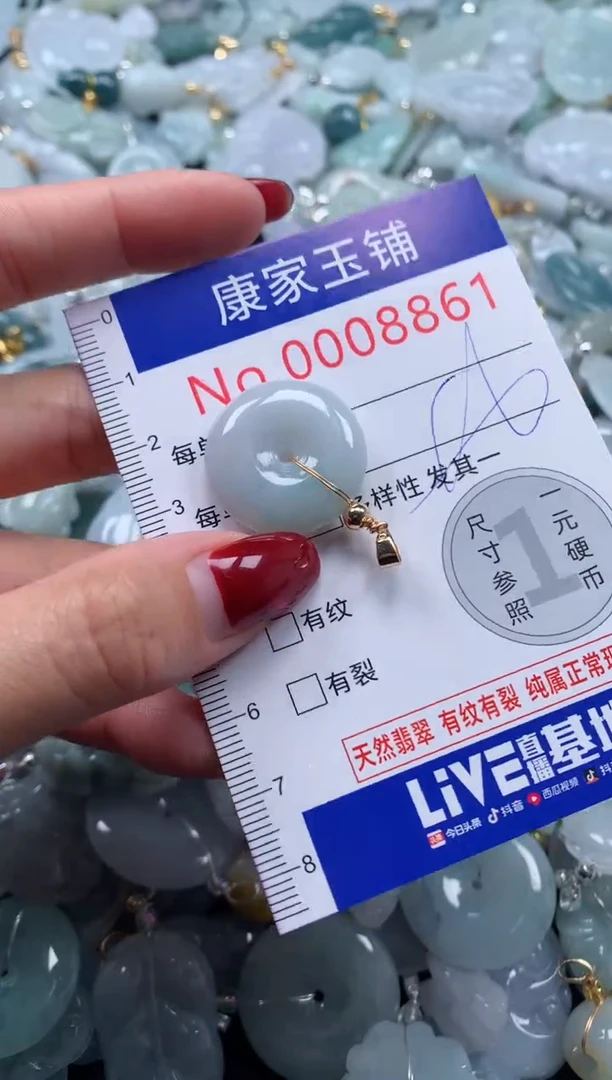 康家玉铺
No.0008861
0
1
2
3
6
7
8
每单
每
多样性 发其一
尺寸参照
1
一元硬币
有纹
有裂
天然翡翠 有纹有裂 纯属正常现
LiVE直播基地
今日头条 抖音 西瓜视频 抖